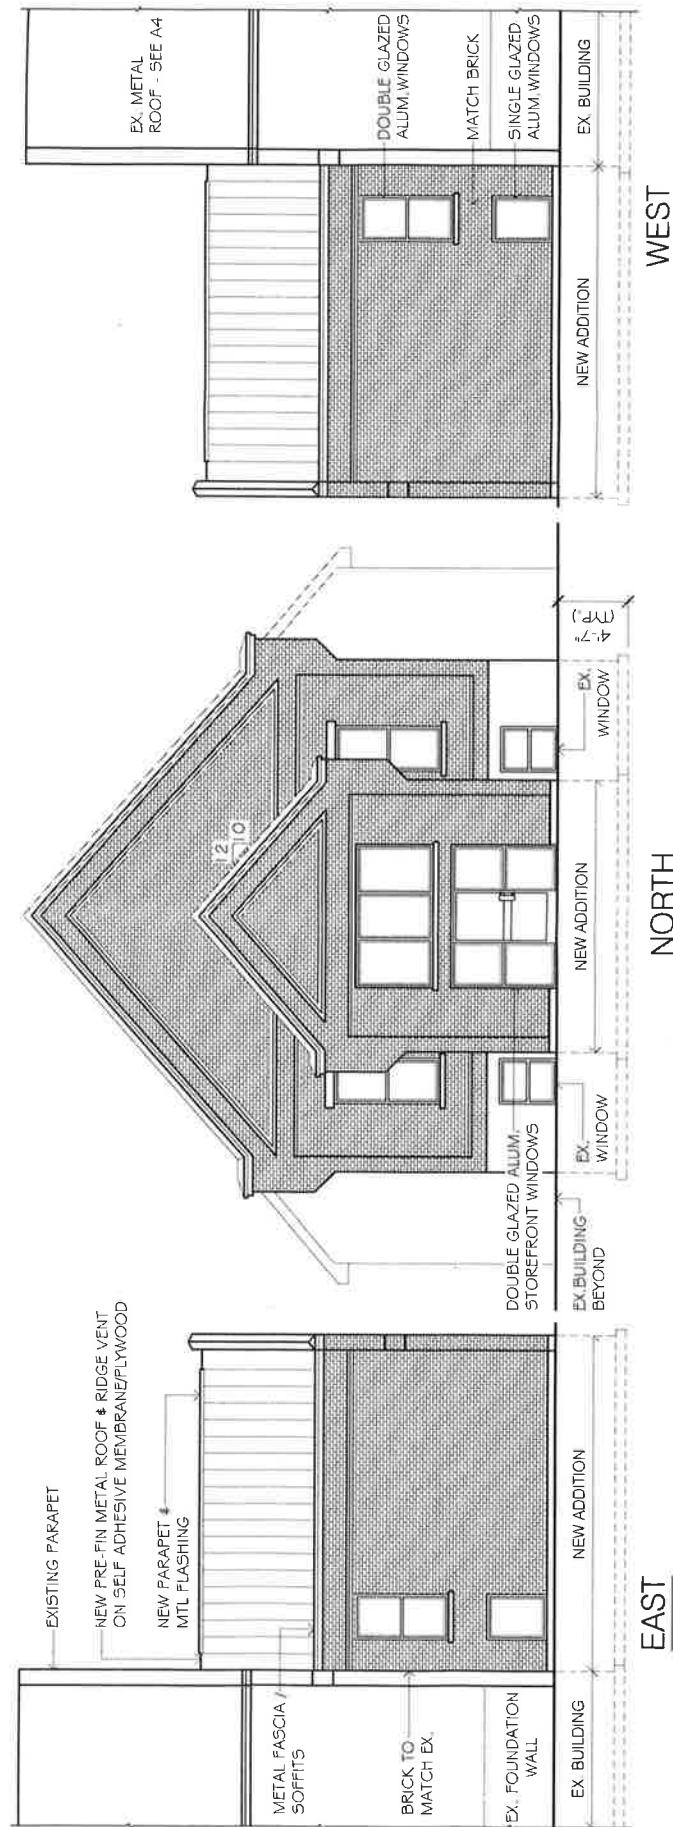 EXISTING PARAPET
NEW PRE-FIN METAL ROOF & RIDGE VENT
ON SELF ADHESIVE MEMBRANE/PLYWOOD
NEW PARAPET &
MTL FLASHING
METAL FASCIA /
SOFFITS
BRICK TO
MATCH EX.
EX. FOUNDATION
WALL
EX. BUILDING
NEW ADDITION
EAST
12
10
DOUBLE GLAZED ALUM.
STOREFRONT WINDOWS
EX.BUILDING
BEYOND
EX.
WINDOW
NEW ADDITION
EX.
WINDOW
4'-7"
(TYP.)
NORTH
EX. METAL
ROOF - SEE A4
DOUBLE GLAZED
ALUM.WINDOWS
MATCH BRICK
SINGLE GLAZED
ALUM.WINDOWS
NEW ADDITION
EX. BUILDING
WEST